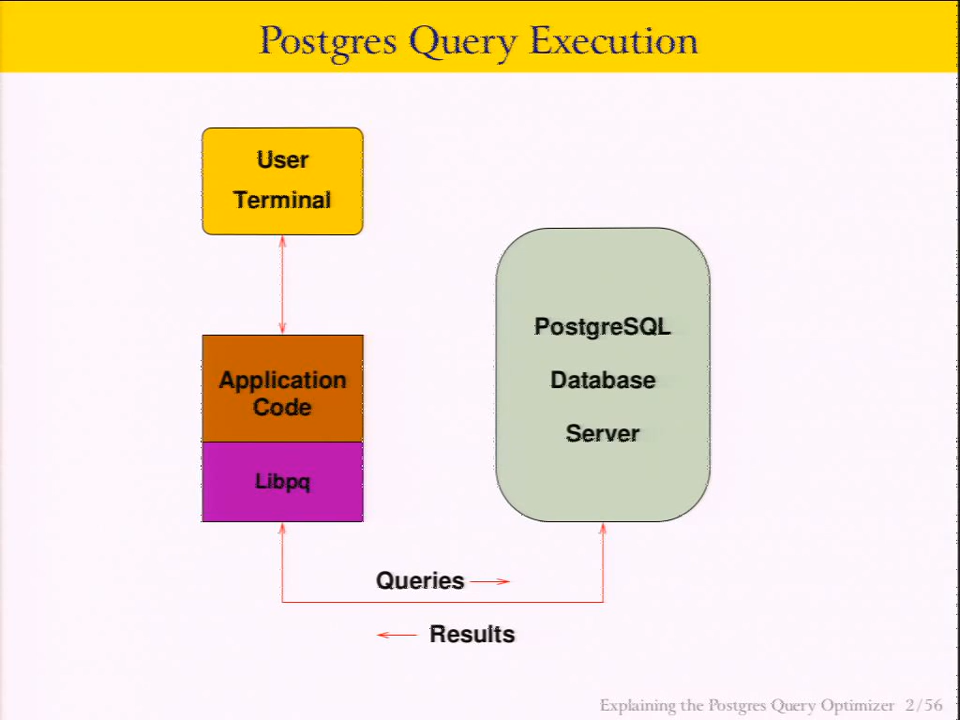 Postgres Query Execution
User
Terminal
Application
Code
Libpq
PostgreSQL
Database
Server
Queries
Results
Explaining the Postgres Query Optimizer 2/56